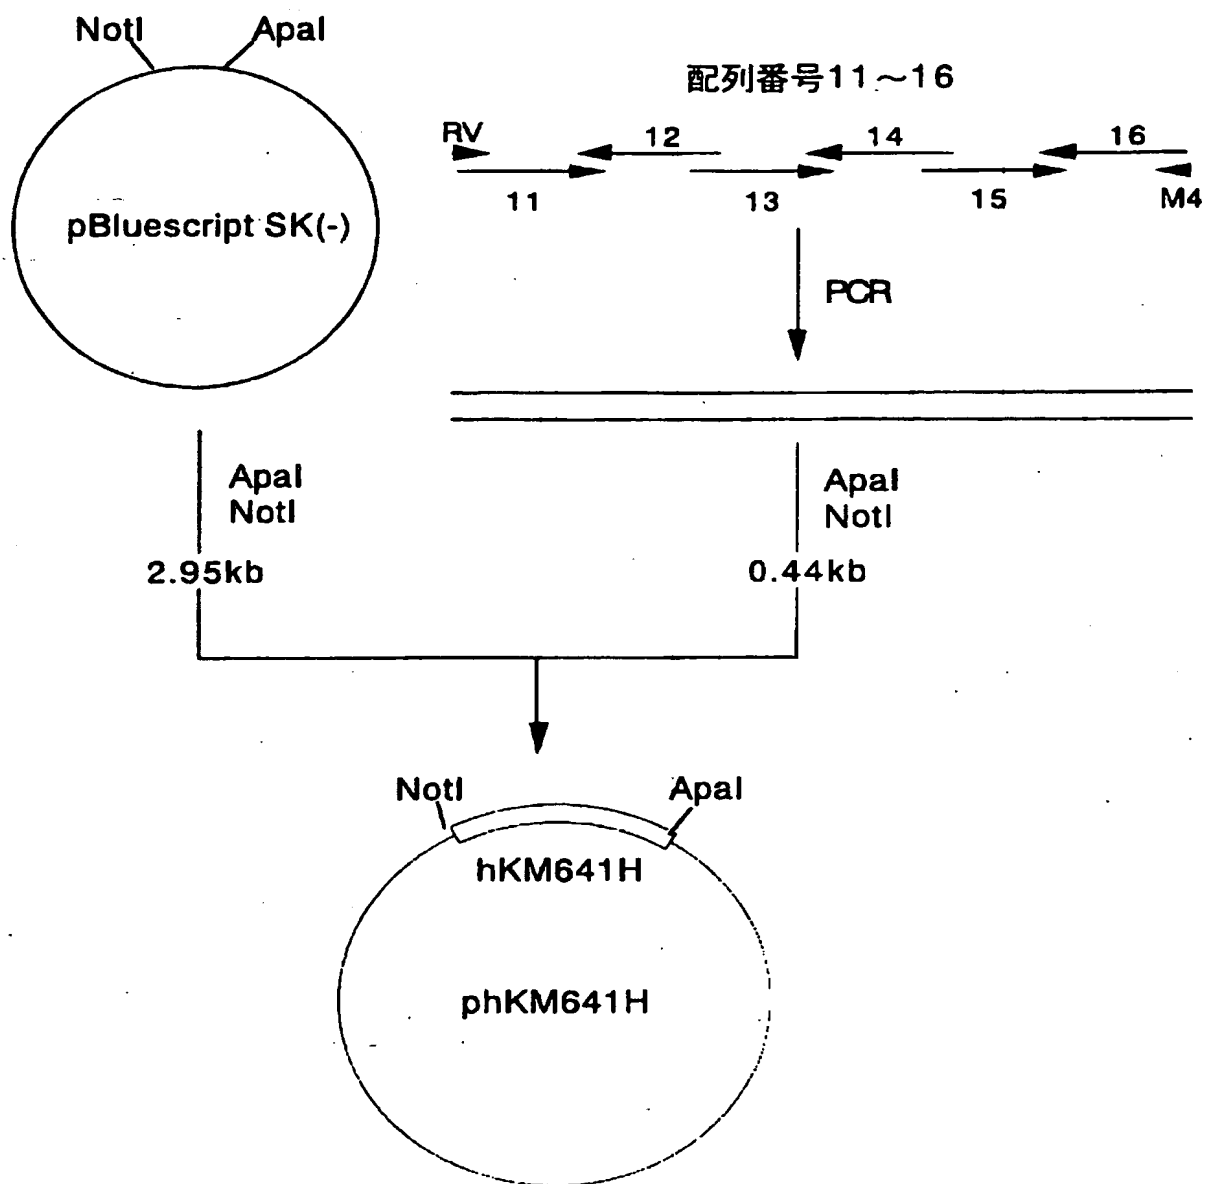 NotI
ApaI
pBluescript SK(-)
配列番号11~16
RV
12
14
16
11
13
15
M4
PCR
ApaI
NotI
2.95kb
ApaI
NotI
0.44kb
NotI
ApaI
hKM641H
phKM641H